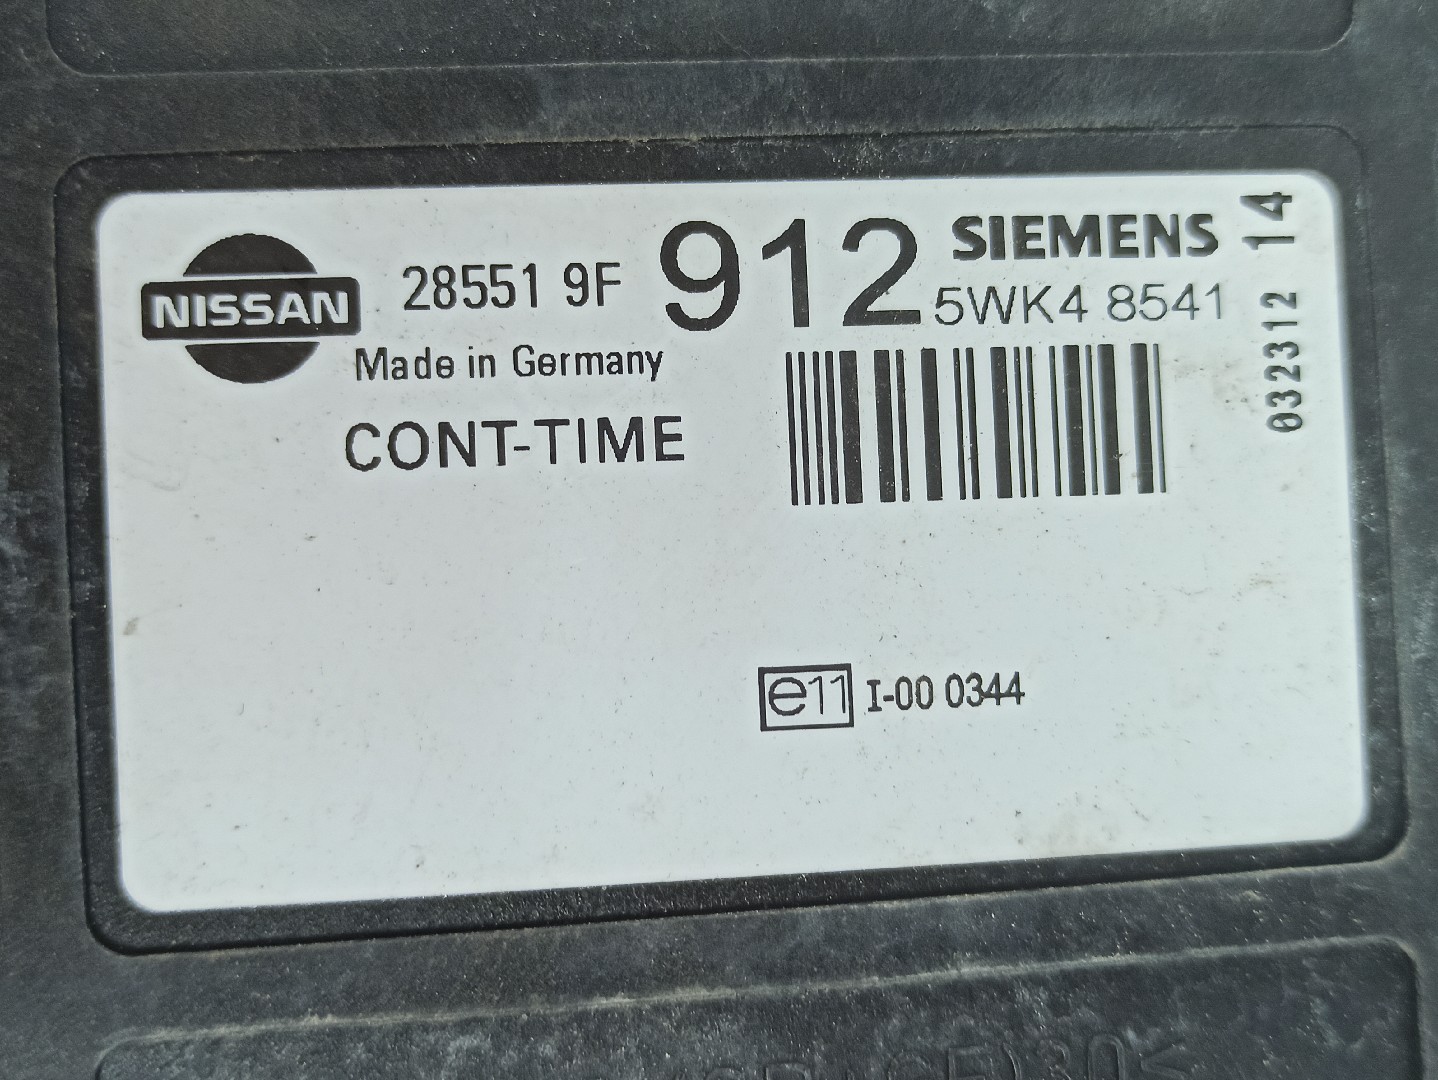 NISSAN
28551 9F 912
SIEMENS
5WK4 8541
Made in Germany
CONT-TIME
032312 14
e11 I-00 0344